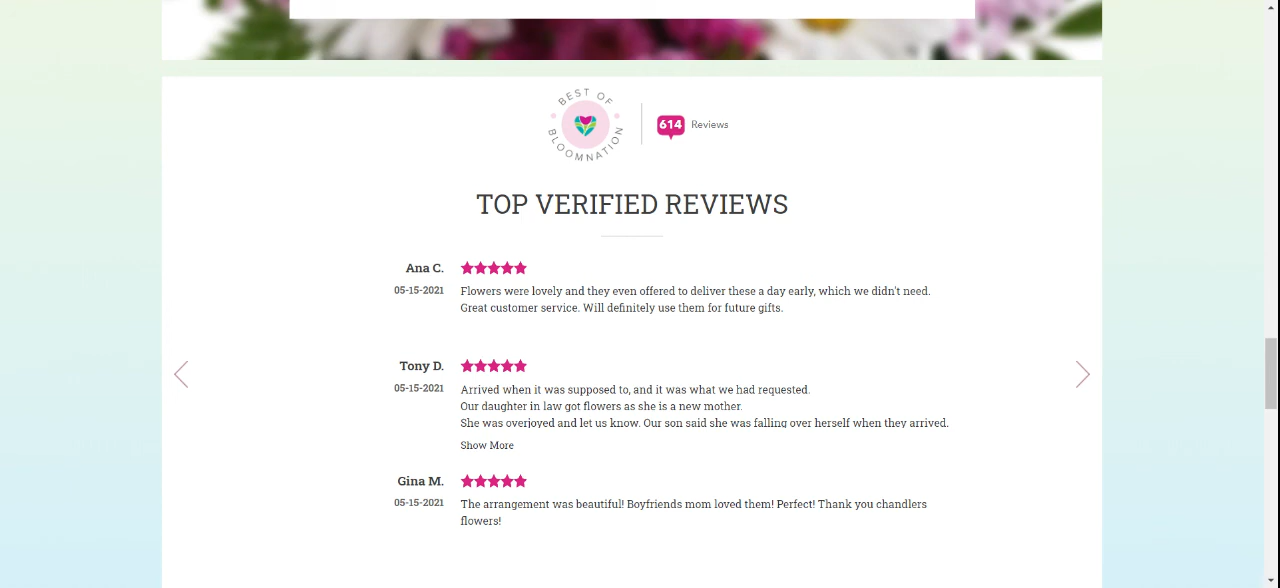 BEST OF
BLOOMNATION
614 Reviews
TOP VERIFIED REVIEWS
Ana C.
05-15-2021
Flowers were lovely and they even offered to deliver these a day early, which we didn't need.
Great customer service. Will definitely use them for future gifts.
Tony D.
05-15-2021
Arrived when it was supposed to, and it was what we had requested.
Our daughter in law got flowers as she is a new mother.
She was overjoyed and let us know. Our son said she was falling over herself when they arrived.
Show More
Gina M.
05-15-2021
The arrangement was beautiful! Boyfriends mom loved them! Perfect! Thank you chandlers
flowers!